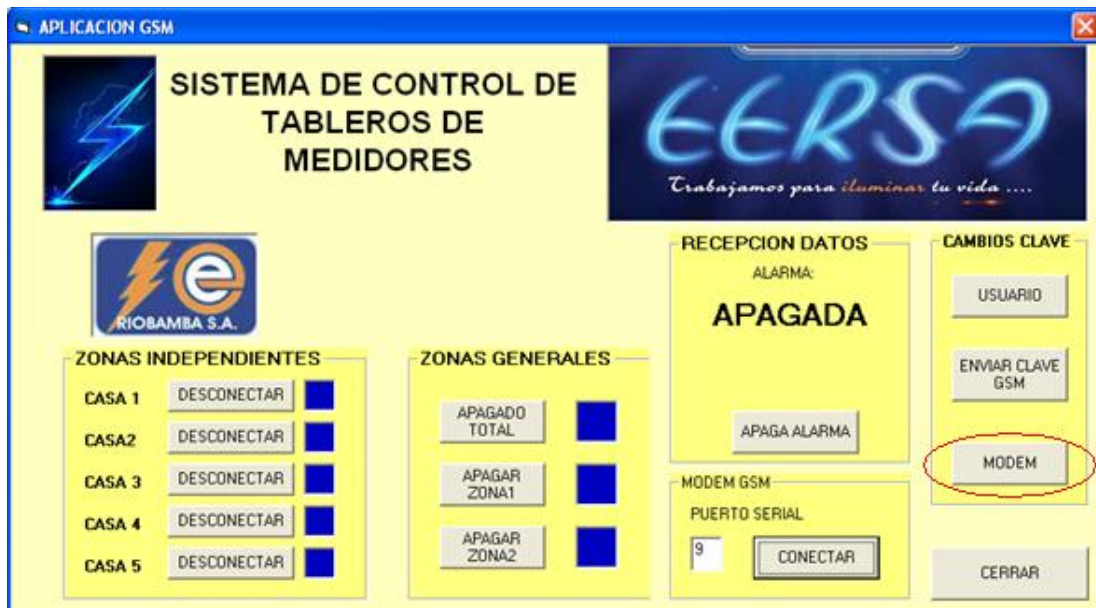 APLICACION GSM
SISTEMA DE CONTROL DE
TABLEROS DE
MEDIDORES
EERSA
Trabajamos para iluminar tu vida ....
e
RIOBAMBA S.A.
ZONAS INDEPENDIENTES
CASA 1 DESCONECTAR
CASA2 DESCONECTAR
CASA 3 DESCONECTAR
CASA 4 DESCONECTAR
CASA 5 DESCONECTAR
ZONAS GENERALES
APAGADO
TOTAL
APAGAR
ZONA1
APAGAR
ZONA2
RECEPCION DATOS
ALARMA:
APAGADA
APAGA ALARMA
MODEM GSM
PUERTO SERIAL
9 CONECTAR
CAMBIOS CLAVE
USUARIO
ENVIAR CLAVE
GSM
MODEM
CERRAR